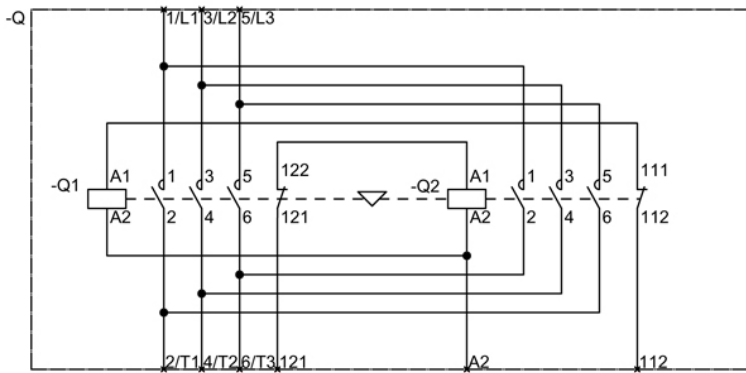 -Q 1/L1 3/L2 5/L3
-Q1 A1 1 3 5 122 -Q2 A1 1 3 5 111
A2 2 4 6 121 A2 2 4 6 112
2/T1 4/T2 6/T3 121 A2 112